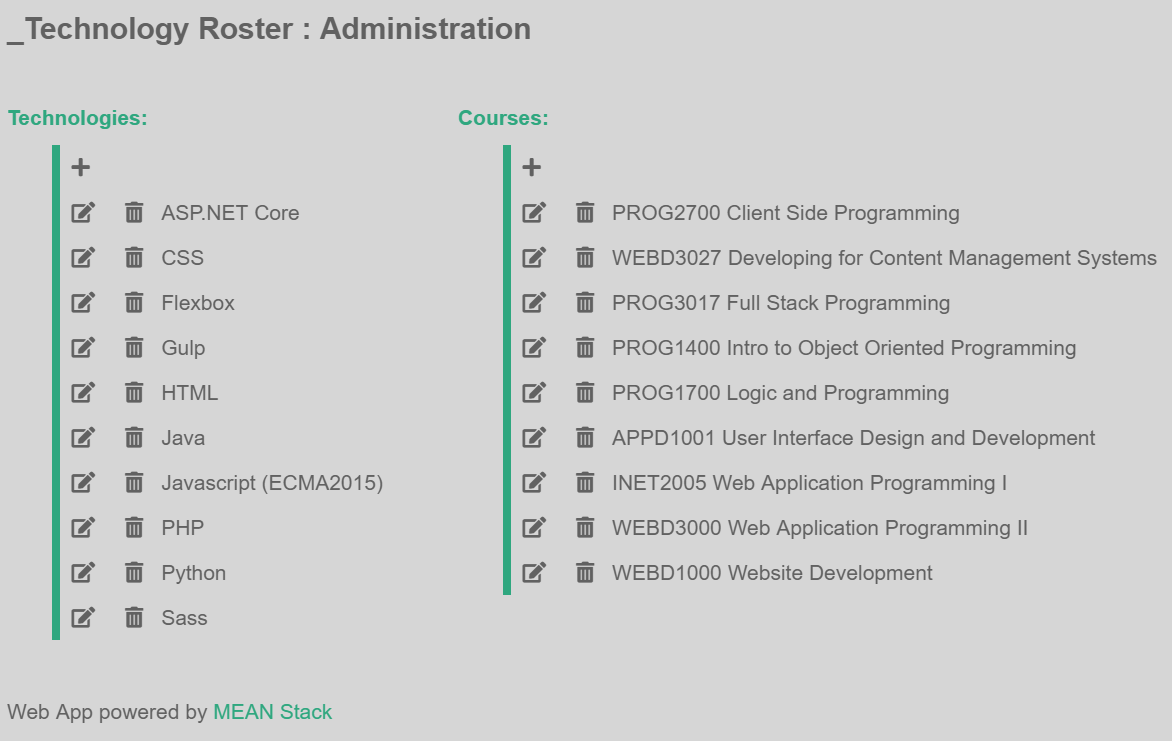 _Technology Roster : Administration
Technologies:
ASP.NET Core
CSS
Flexbox
Gulp
HTML
Java
Javascript (ECMA2015)
PHP
Python
Sass
Courses:
PROG2700 Client Side Programming
WEBD3027 Developing for Content Management Systems
PROG3017 Full Stack Programming
PROG1400 Intro to Object Oriented Programming
PROG1700 Logic and Programming
APPD1001 User Interface Design and Development
INET2005 Web Application Programming I
WEBD3000 Web Application Programming II
WEBD1000 Website Development
Web App powered by MEAN Stack